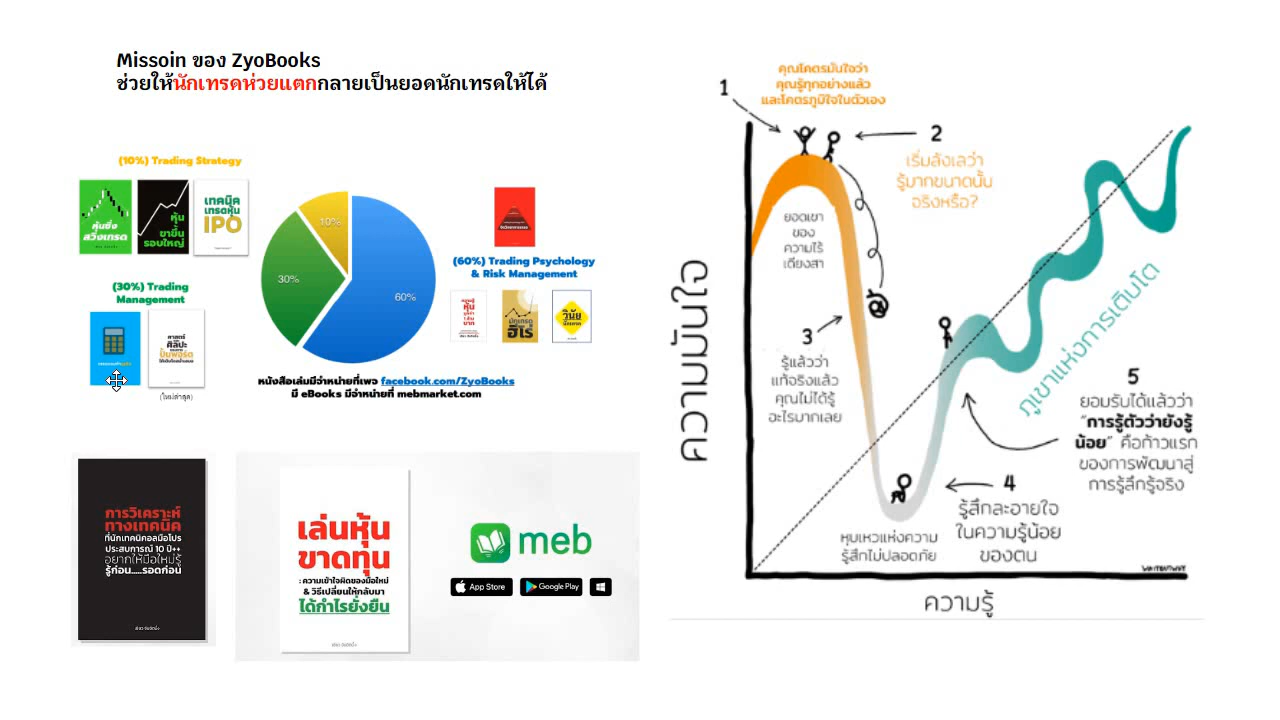 Missoin ของ ZyoBooks
ช่วยให้นักเทรดห่วยแตกกลายเป็นยอดนักเทรดให้ได้
(10%) Trading Strategy
หุ้นซิ่ง
สวิงเทรด
หุ้น
ขาขึ้น
รอบใหญ่
เทคนิค
เทรดหุ้น
IPO
(30%) Trading
Management
ศาสตร์
ศิลปะ
ปั้นพอร์ต
(ใหม่ล่าสุด)
10%
30%
60%
(60%) Trading Psychology
& Risk Management
หุ้น
ฮีโร่
วินัย
หนังสือเล่มมีจำหน่ายที่เพจ facebook.com/ZyoBooks
มี eBooks มีจำหน่ายที่ mebmarket.com
การวิเคราะห์
ทางเทคนิค
ที่นักเทคนิคอลมือโปร
ประสบการณ์ 10 ปี++
อยากให้มือใหม่รู้
รู้ก่อน.....รอดก่อน
เล่นหุ้น
ขาดทุน
: ความเข้าใจผิดของมือใหม่
& วิธีเปลี่ยนให้กลับมา
ได้กำไรยั่งยืน
meb
App Store
Google Play
คุณโคตรมั่นใจว่า
คุณรู้ทุกอย่างแล้ว
และโคตรภูมิใจในตัวเอง
1
2
เริ่มลังเลว่า
รู้มากขนาดนั้น
จริงหรือ?
ยอดเขา
ของ
ความไร้
เดียงสา
3
รู้แล้วว่า
แท้จริงแล้ว
คุณไม่ได้รู้
อะไรมากเลย
ความมั่นใจ
ภูเขาแห่งการเติบโต
5
ยอมรับได้แล้วว่า
“การรู้ตัวว่ายังรู้
น้อย” คือก้าวแรก
ของการพัฒนาสู่
การรู้ลึกรู้จริง
4
รู้สึกละอายใจ
ในความรู้น้อย
ของตน
หุบเหวแห่งความ
รู้สึกไม่ปลอดภัย
ความรู้